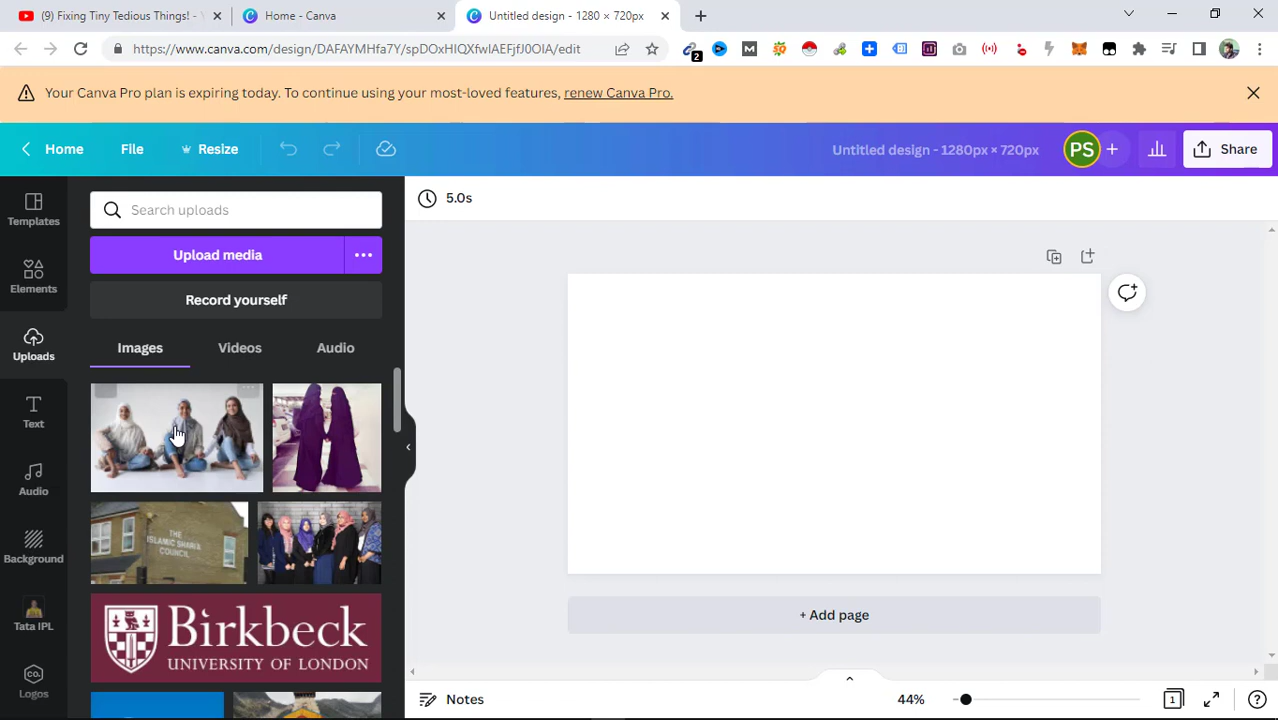 (9) Fixing Tiny Tedious Things! - Y
Home - Canva
Untitled design - 1280 × 720px
https://www.canva.com/design/DAFAYMHfa7Y/spDOxHIQXfwIAEFjfJ0OIA/edit
2
Your Canva Pro plan is expiring today. To continue using your most-loved features, renew Canva Pro.
Home
File
Resize
Untitled design - 1280px × 720px
PS
Share
Templates
Search uploads
5.0s
Upload media
Elements
Record yourself
Uploads
Images
Videos
Audio
Text
Audio
THE
ISLAMIC SHARIA
COUNCIL
Background
Tata IPL
+ Add page
Birkbeck
UNIVERSITY OF LONDON
CO.
Logos
Notes
44%
1